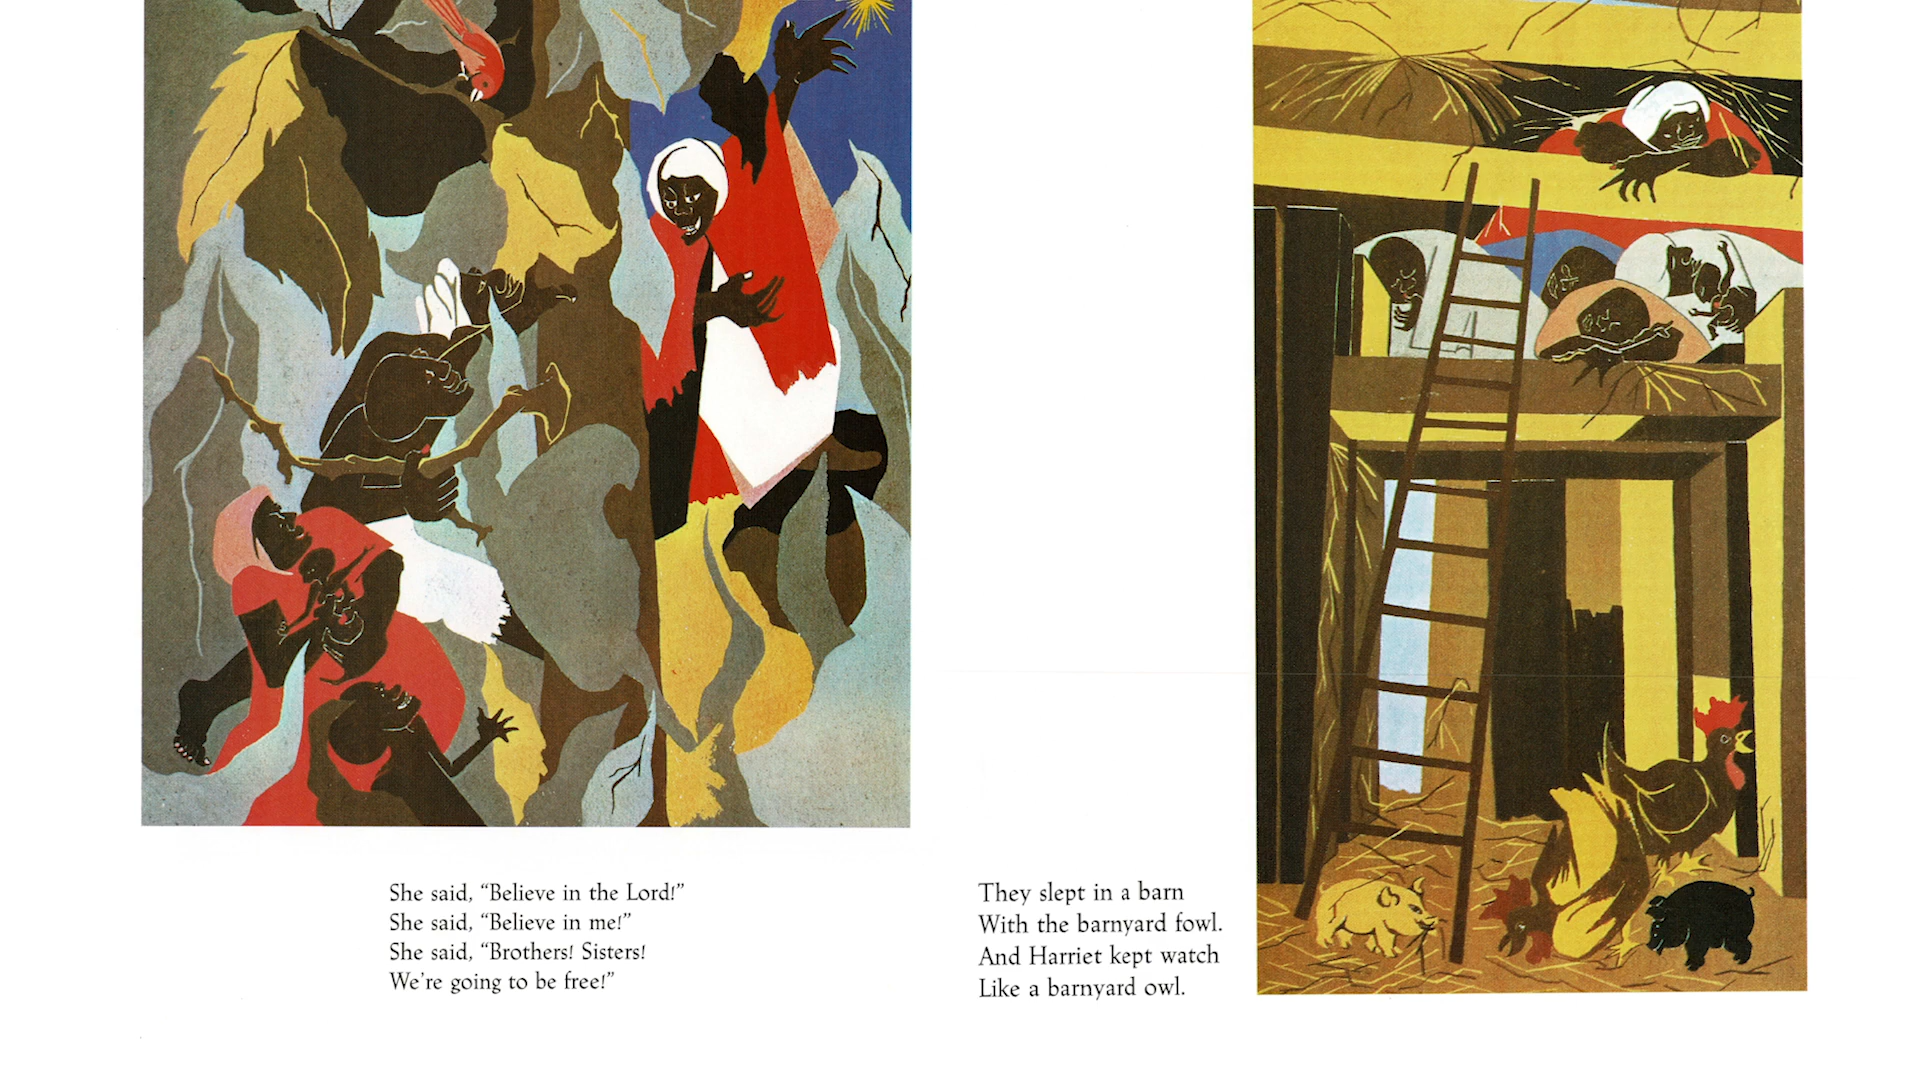 She said, “Believe in the Lord!”
She said, “Believe in me!”
She said, “Brothers! Sisters!
We’re going to be free!”
They slept in a barn
With the barnyard fowl.
And Harriet kept watch
Like a barnyard owl.